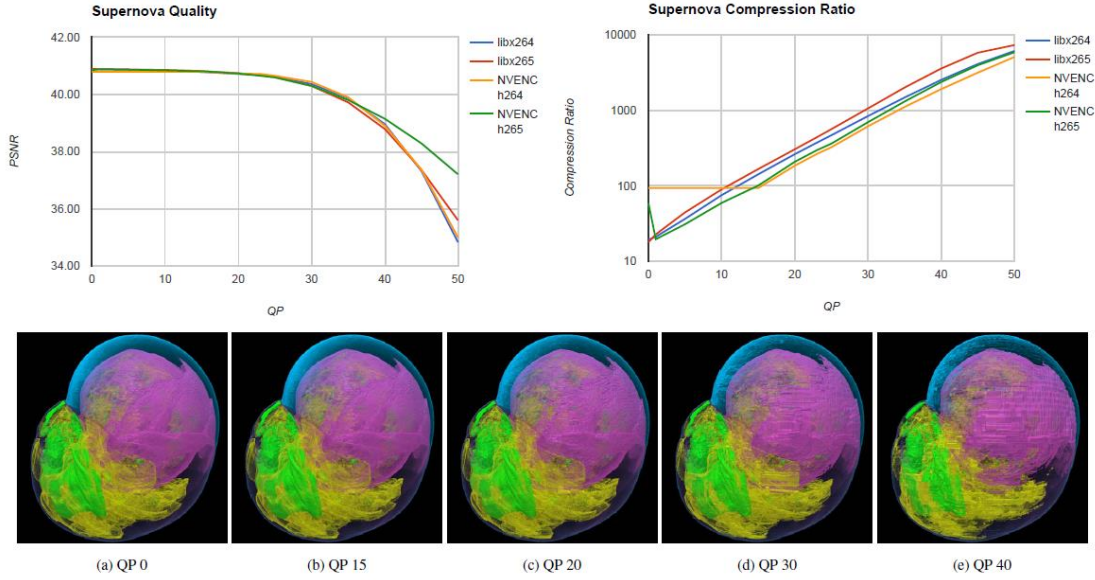 Supernova Quality
42.00
40.00
38.00
36.00
34.00
PSNR
0
10
20
30
40
50
QP
libx264
libx265
NVENC
h264
NVENC
h265
Supernova Compression Ratio
10000
1000
100
10
Compression Ratio
0
10
20
30
40
50
QP
libx264
libx265
NVENC
h264
NVENC
h265
(a) QP 0
(b) QP 15
(c) QP 20
(d) QP 30
(e) QP 40